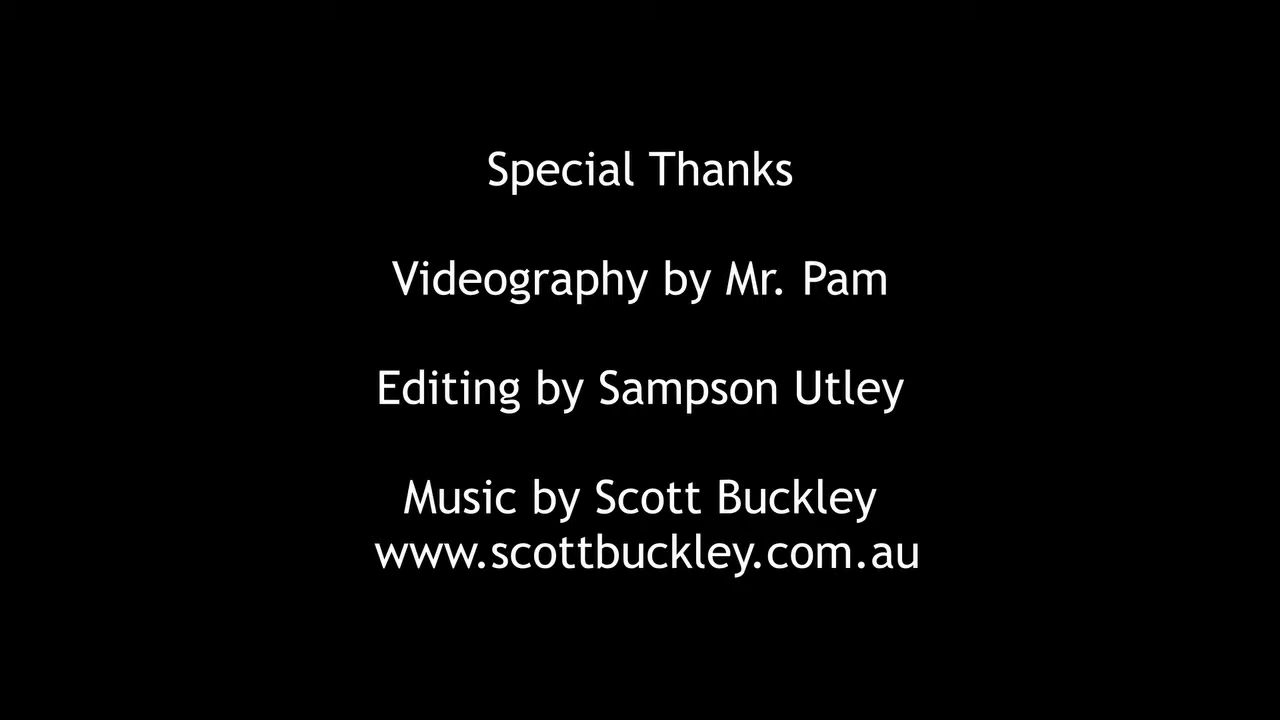 Special Thanks
Videography by Mr. Pam
Editing by Sampson Utley
Music by Scott Buckley
www.scottbuckley.com.au